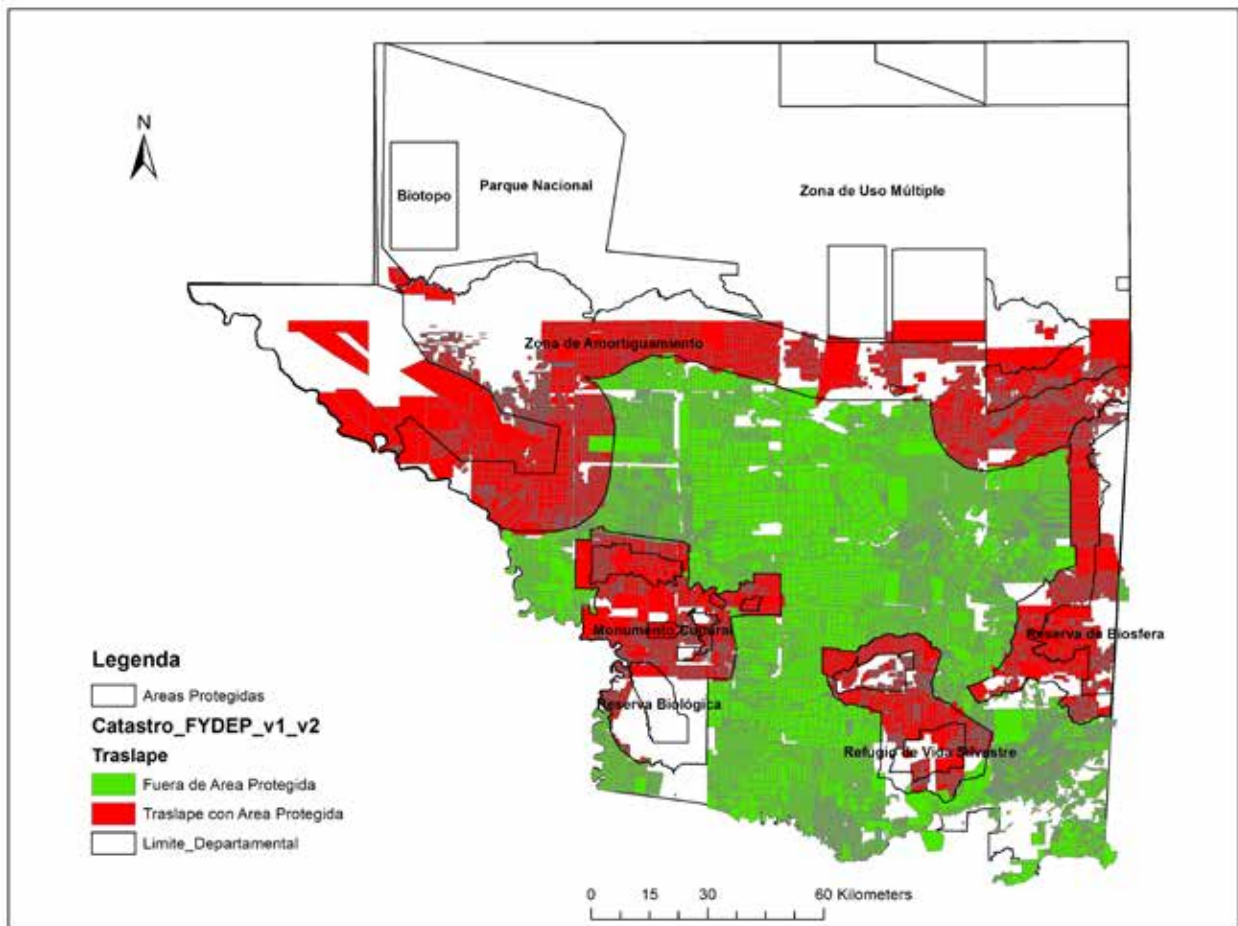 N
Biotopo
Parque Nacional
Zona de Uso Múltiple
Zona de Amortiguamiento
Monumento Cultural
Reserva de Biosfera
Reserva Biológica
Refugio de Vida Silvestre
Legenda
Areas Protegidas
Catastro_FYDEP_v1_v2
Traslape
Fuera de Area Protegida
Traslape con Area Protegida
Limite_Departamental
0 15 30 60 Kilometers